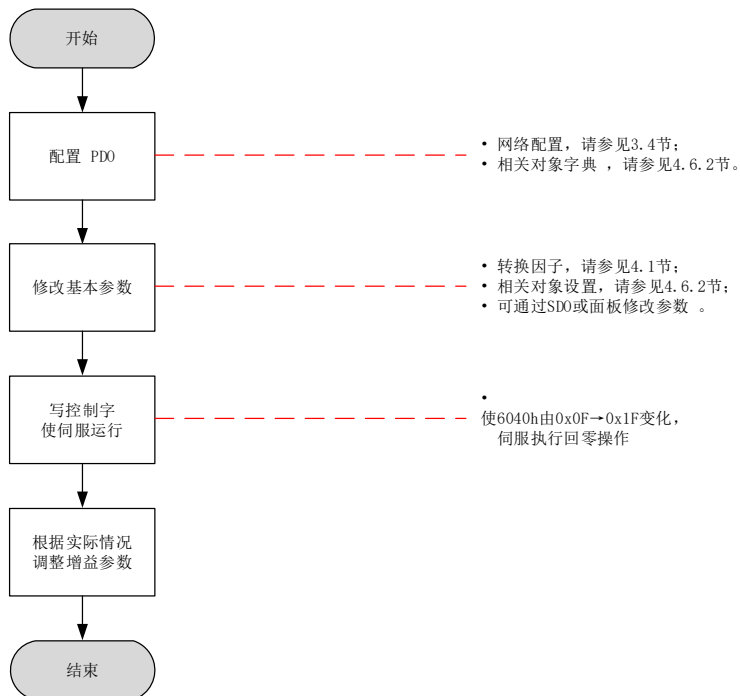 开始
配置 PDO
• 网络配置，请参见3.4节；
• 相关对象字典 ，请参见4.6.2节。
修改基本参数
• 转换因子，请参见4.1节；
• 相关对象设置，请参见4.6.2节；
• 可通过SDO或面板修改参数 。
写控制字
使伺服运行
•
使6040h由0x0F→0x1F变化，
伺服执行回零操作
根据实际情况
调整增益参数
结束